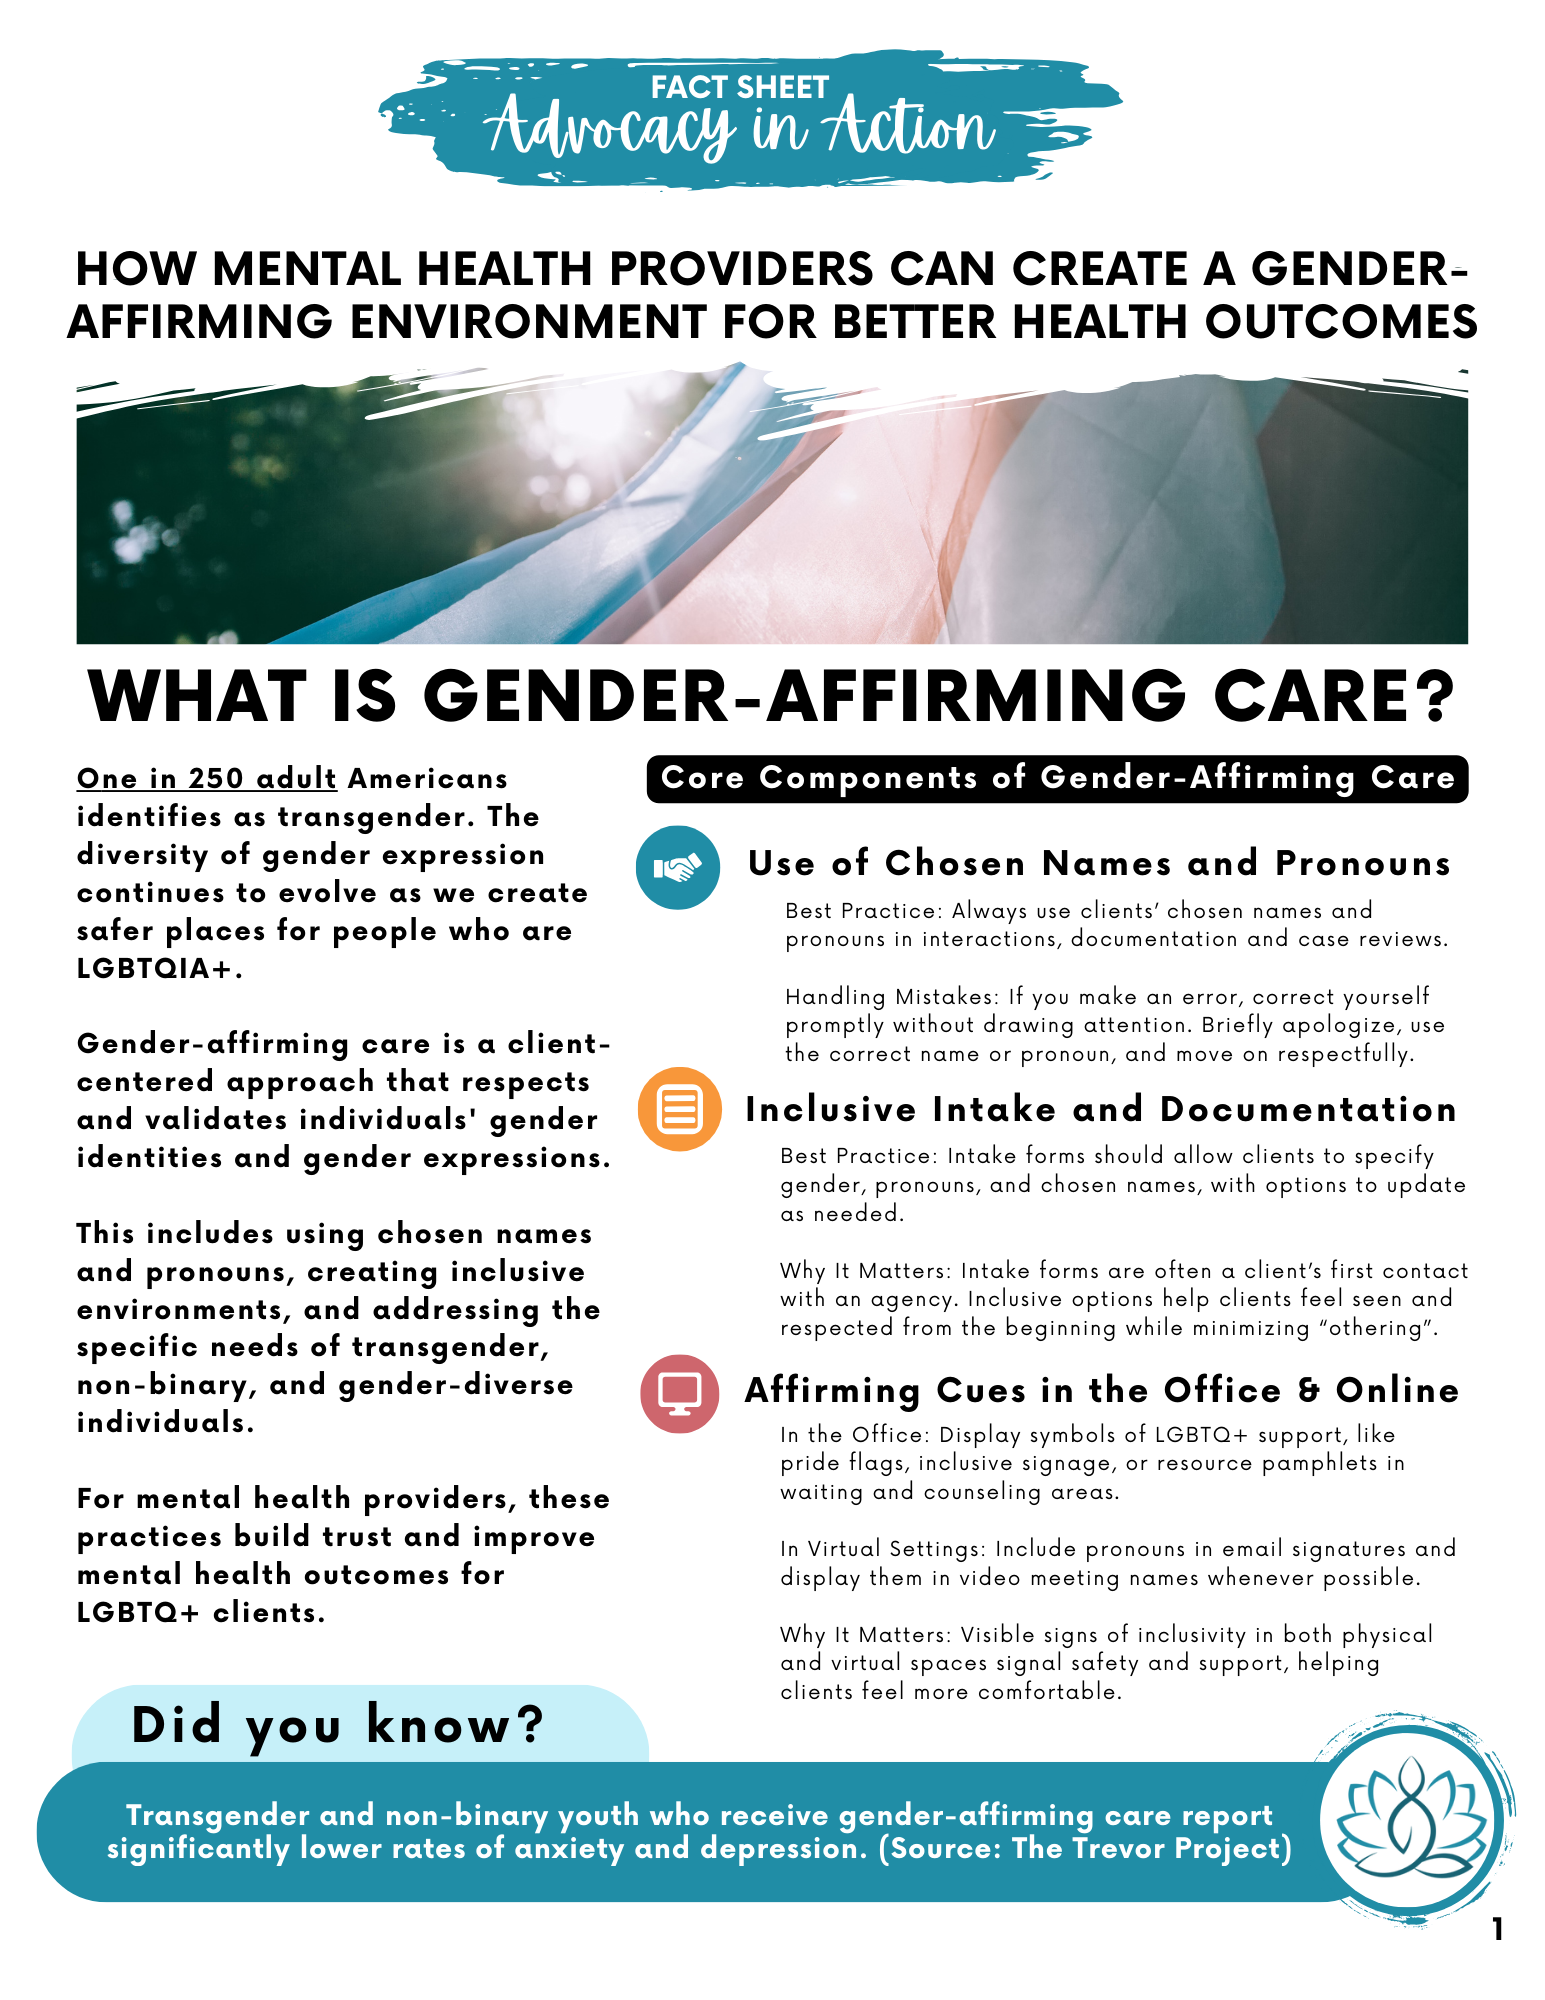 FACT SHEET
Advocacy in Action
HOW MENTAL HEALTH PROVIDERS CAN CREATE A GENDER-
AFFIRMING ENVIRONMENT FOR BETTER HEALTH OUTCOMES
WHAT IS GENDER-AFFIRMING CARE?
One in 250 adult Americans
identifies as transgender. The
diversity of gender expression
continues to evolve as we create
safer places for people who are
LGBTQIA+.
Gender-affirming care is a client-
centered approach that respects
and validates individuals' gender
identities and gender expressions.
This includes using chosen names
and pronouns, creating inclusive
environments, and addressing the
specific needs of transgender,
non-binary, and gender-diverse
individuals.
For mental health providers, these
practices build trust and improve
mental health outcomes for
LGBTQ+ clients.
Core Components of Gender-Affirming Care
Use of Chosen Names and Pronouns
Best Practice: Always use clients’ chosen names and
pronouns in interactions, documentation and case reviews.
Handling Mistakes: If you make an error, correct yourself
promptly without drawing attention. Briefly apologize, use
the correct name or pronoun, and move on respectfully.
Inclusive Intake and Documentation
Best Practice: Intake forms should allow clients to specify
gender, pronouns, and chosen names, with options to update
as needed.
Why It Matters: Intake forms are often a client’s first contact
with an agency. Inclusive options help clients feel seen and
respected from the beginning while minimizing “othering”.
Affirming Cues in the Office & Online
In the Office: Display symbols of LGBTQ+ support, like
pride flags, inclusive signage, or resource pamphlets in
waiting and counseling areas.
In Virtual Settings: Include pronouns in email signatures and
display them in video meeting names whenever possible.
Why It Matters: Visible signs of inclusivity in both physical
and virtual spaces signal safety and support, helping
clients feel more comfortable.
Did you know?
Transgender and non-binary youth who receive gender-affirming care report
significantly lower rates of anxiety and depression. (Source: The Trevor Project)
1